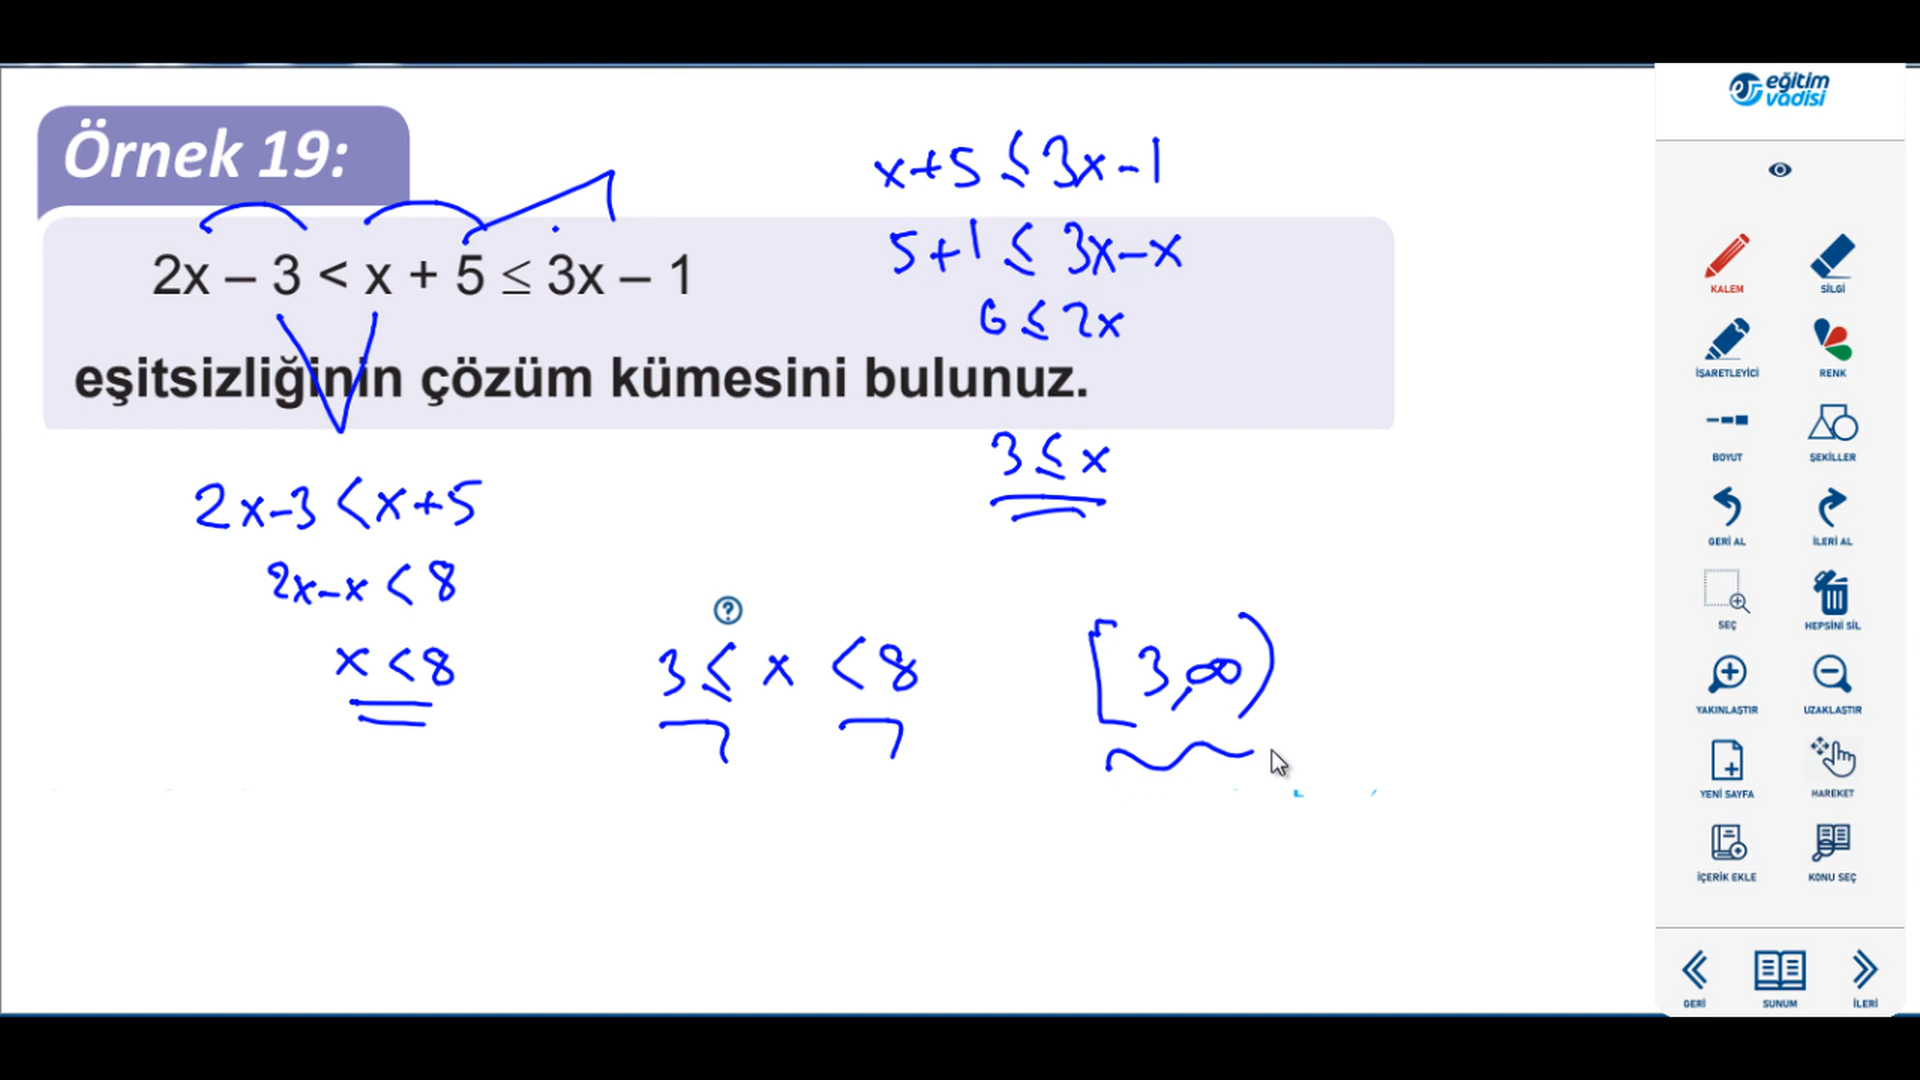 Örnek 19:
2x – 3 < x + 5 ≤ 3x – 1
eşitsizliğinin çözüm kümesini bulunuz.
x+5 ≤ 3x-1
5+1 ≤ 3x-x
6 ≤ 2x
3 ≤ x
2x-3 < x+5
2x-x < 8
x < 8
?
3 ≤ x < 8
[3,∞)
eğitim
vadisi
KALEM
SİLGİ
İŞARETLEYİCİ
RENK
BOYUT
ŞEKİLLER
GERİ AL
İLERİ AL
SEÇ
HEPSİNİ SİL
YAKINLAŞTIR
UZAKLAŞTIR
YENİ SAYFA
HAREKET
İÇERİK EKLE
KONU SEÇ
GERİ
SUNUM
İLERİ